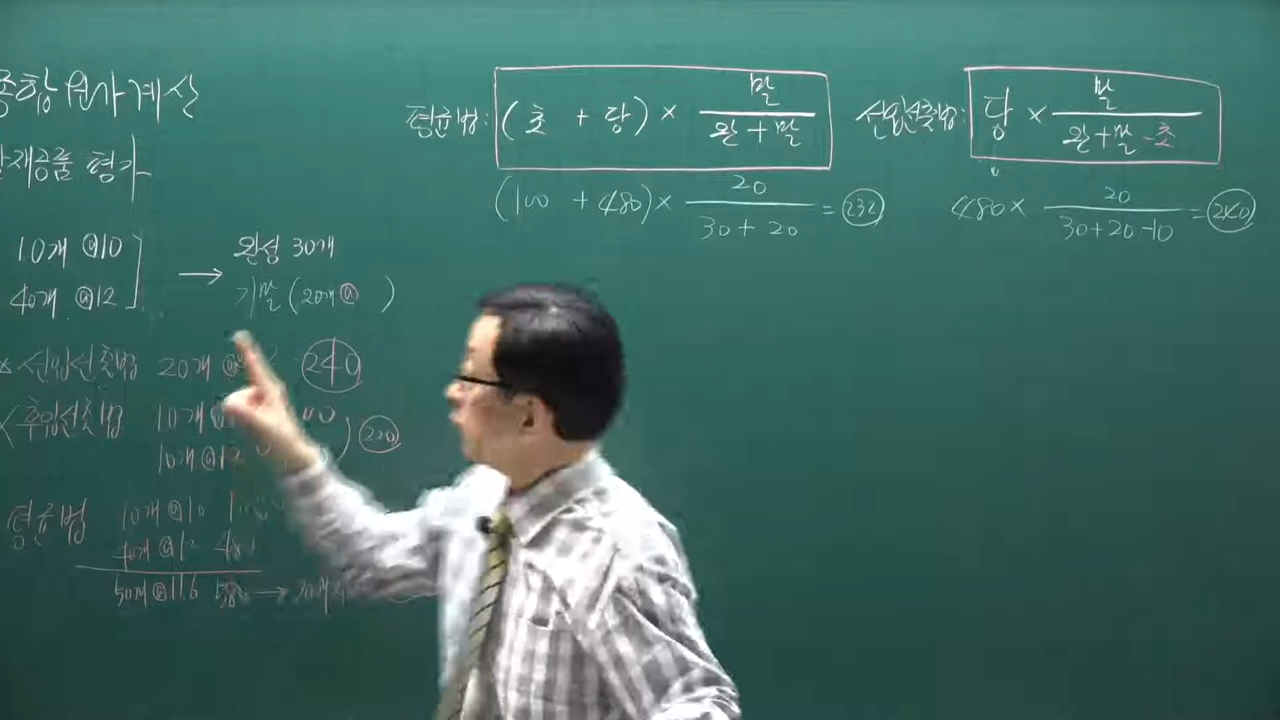 종합원가계산
재공품 평가
10개 @10
40개 @12
→ 완성 30개
기말 (20개 @ )
* 신입선출법 20개 @ 2 240
(후입선출법 10개
10개 @12 ) 220
평균법 10개 @10
40개 @12 480
50개 @11.6 580 →
평균법: (초 + 당) × 말 / 완 + 말
(100 + 480) × 20 / 30 + 20 = 232
선입선출법: 당 × 말 / 완 + 말 - 초
480 × 20 / 30 + 20 - 10 = 240